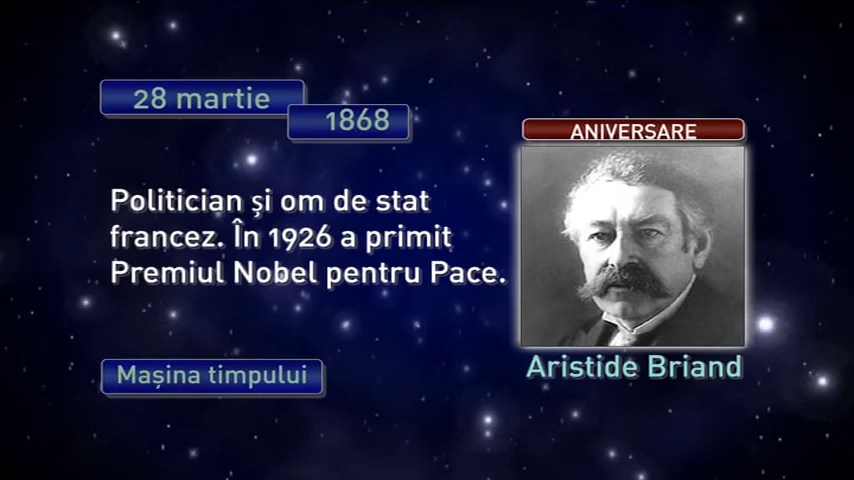 28 martie
1868
ANIVERSARE
Politician și om de stat
francez. În 1926 a primit
Premiul Nobel pentru Pace.
Aristide Briand
Mașina timpului